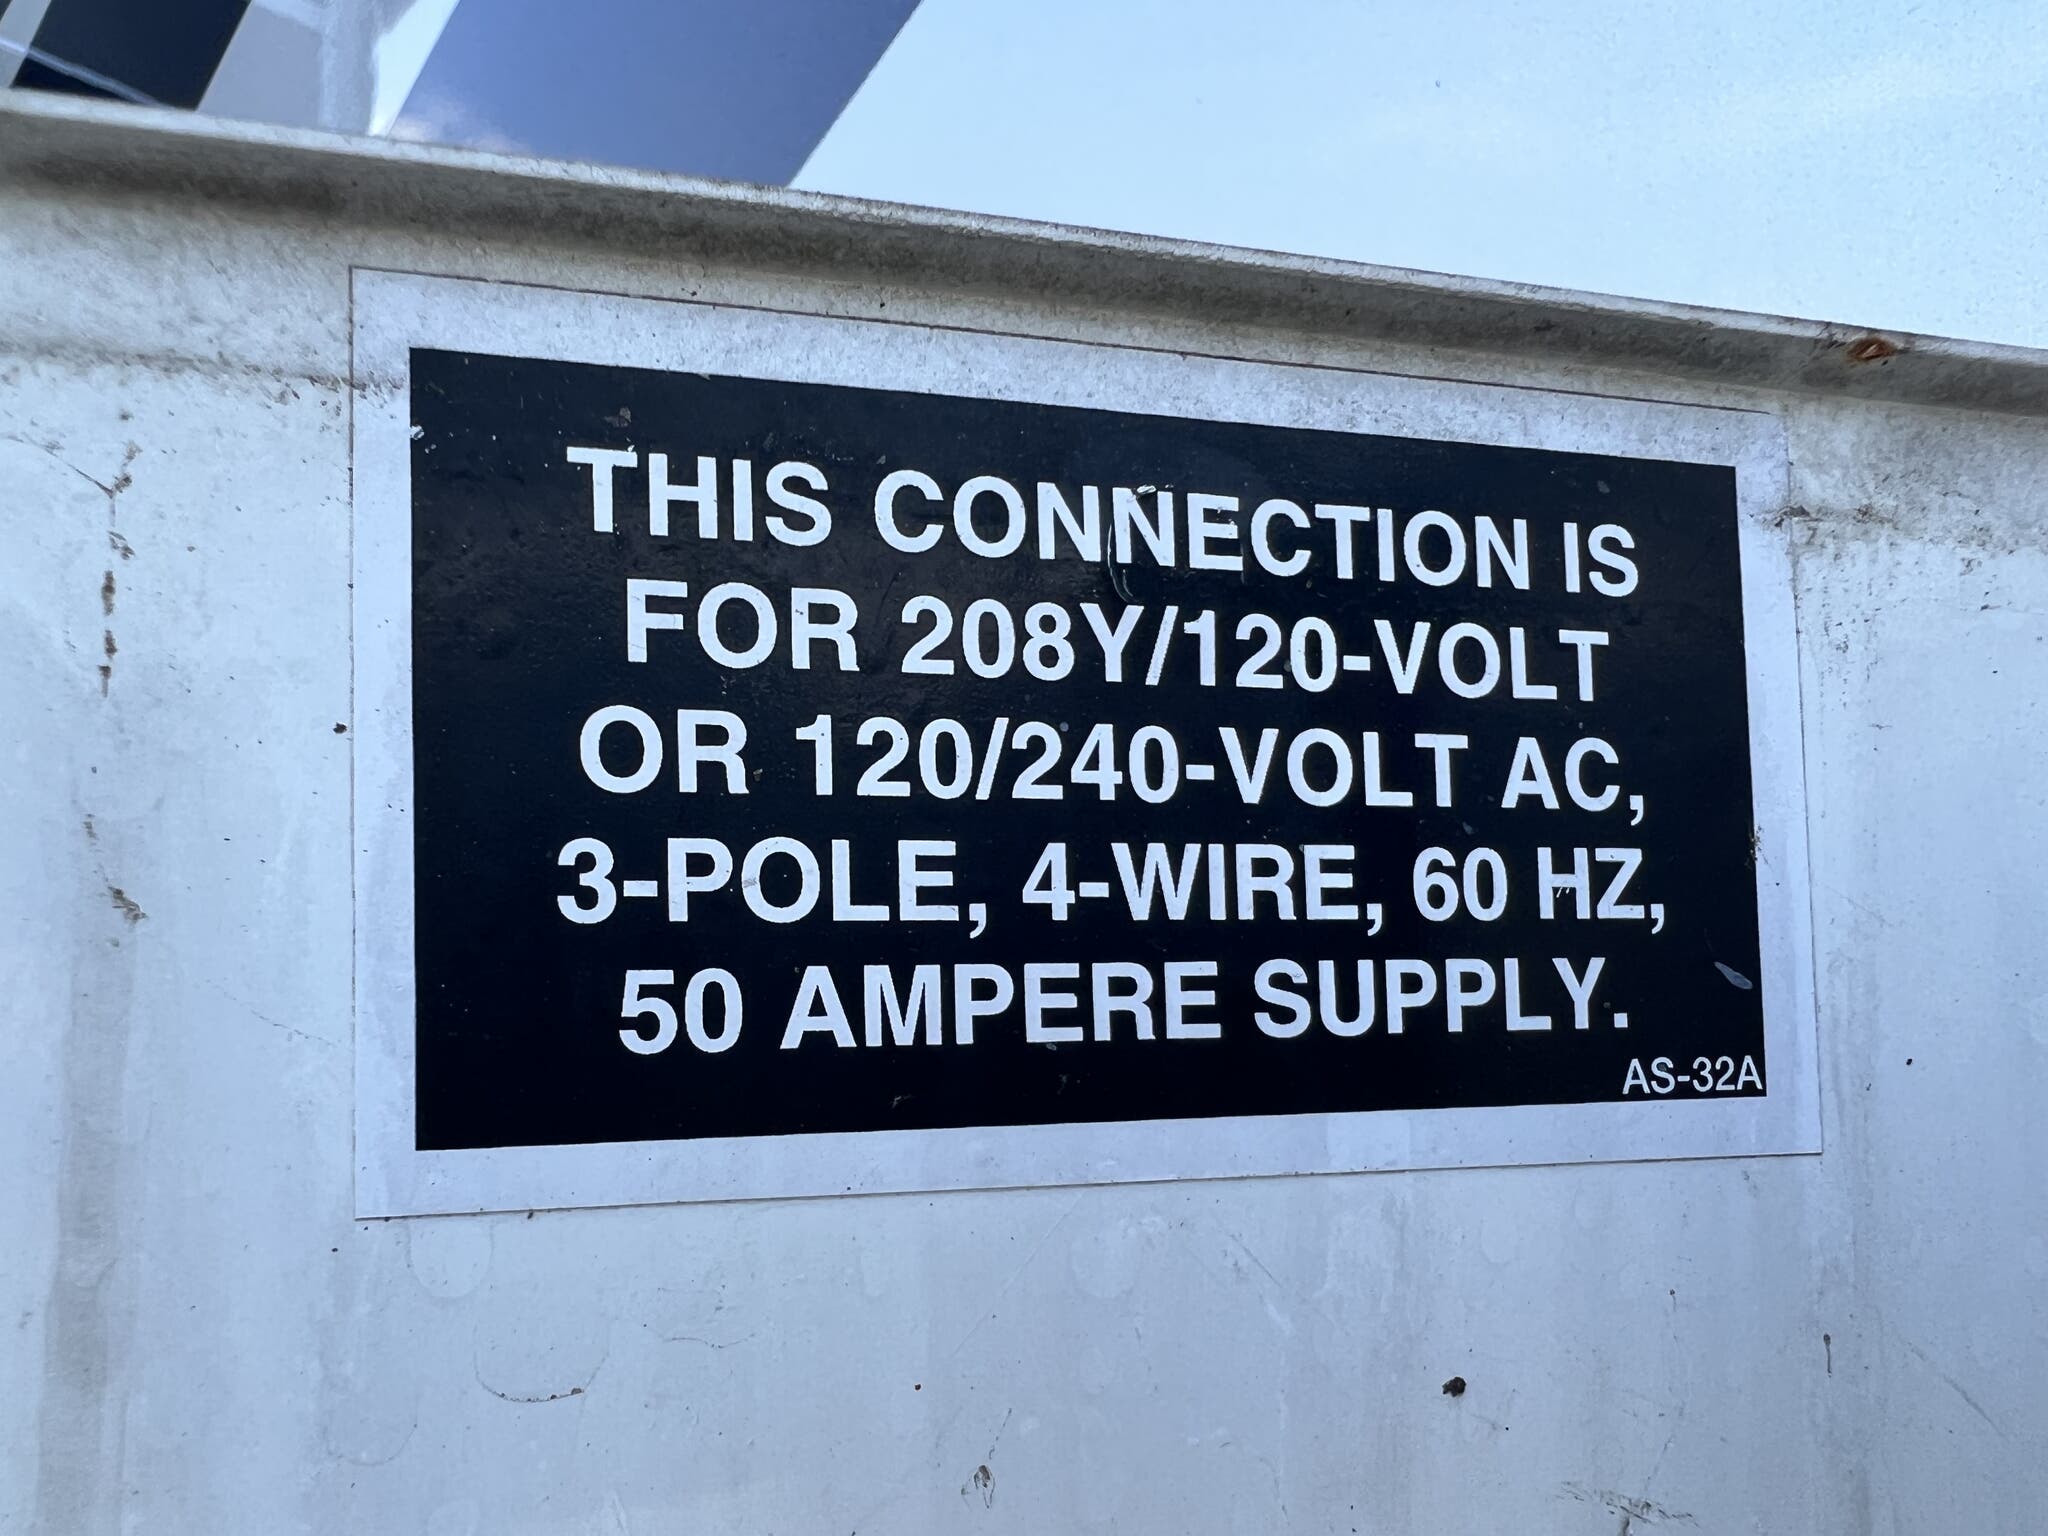 THIS CONNECTION IS
FOR 208Y/120-VOLT
OR 120/240-VOLT AC,
3-POLE, 4-WIRE, 60 HZ,
50 AMPERE SUPPLY.
AS-32A